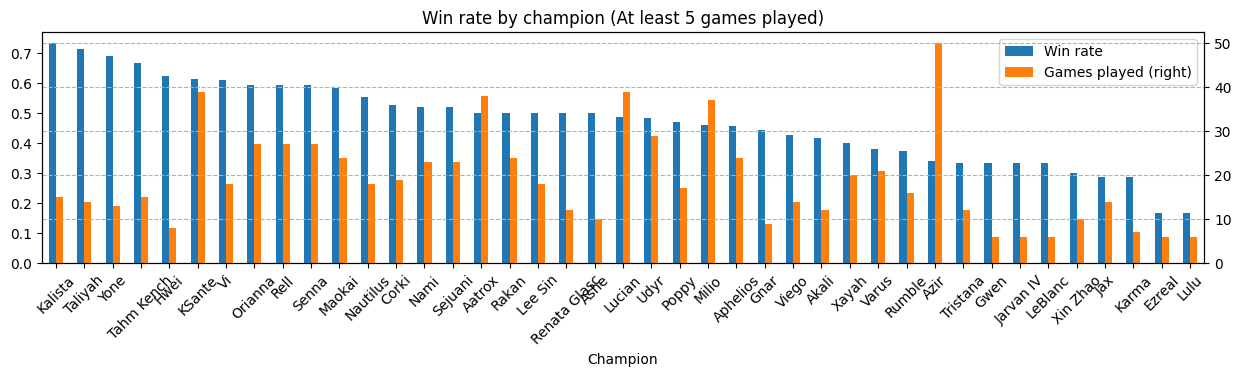 Win rate by champion (At least 5 games played)
Win rate
Games played (right)
0.7
0.6
0.5
0.4
0.3
0.2
0.1
0.0
50
40
30
20
10
0
Kalista
Taliyah
Yone
Tahm Kench
Hwei
KSante
Vi
Orianna
Rell
Senna
Maokai
Nautilus
Corki
Nami
Sejuani
Aatrox
Rakan
Lee Sin
Renata Glasc
Ashe
Lucian
Udyr
Poppy
Milio
Aphelios
Gnar
Viego
Akali
Xayah
Varus
Rumble
Azir
Tristana
Gwen
Jarvan IV
LeBlanc
Xin Zhao
Jax
Karma
Ezreal
Lulu
Champion